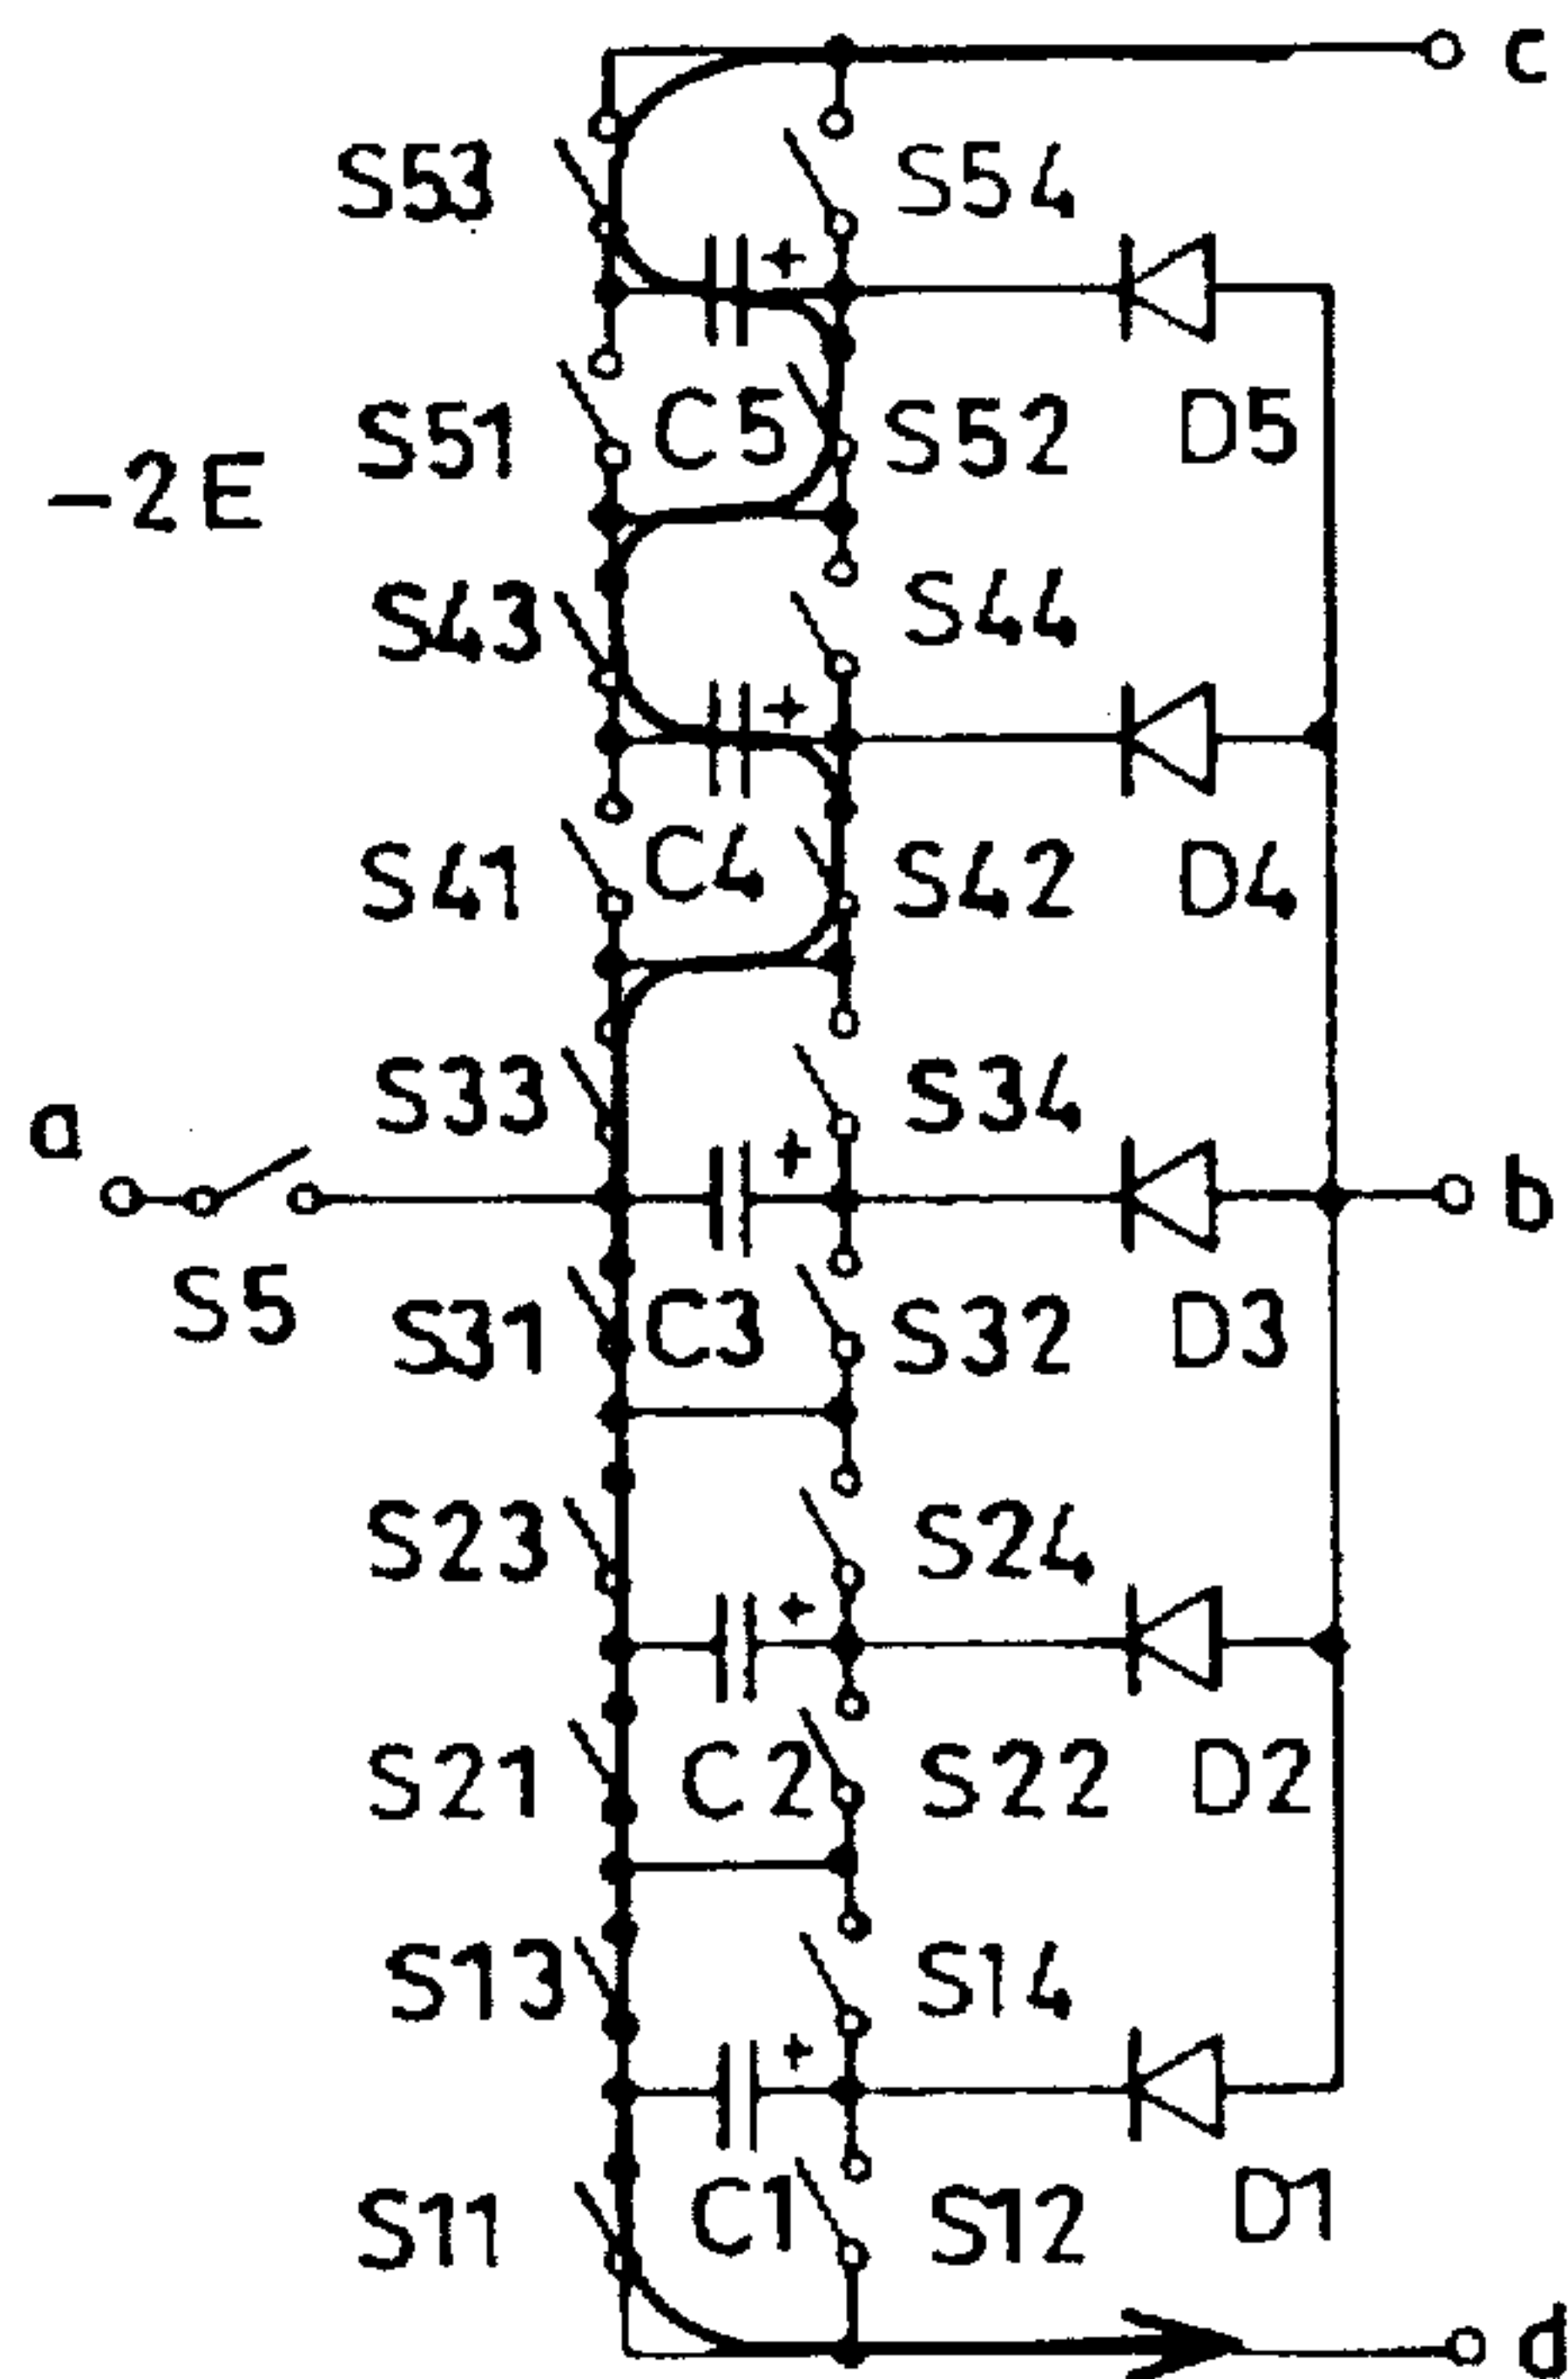 c
S53 S54
+
S51 C5 S52 D5
-2E
S43 S44
+
S41 C4 S42 D4
S33 S34
a
+
b
S5
S31 C3 S32 D3
S23 S24
+
S21 C2 S22 D2
S13 S14
+
S11 C1 S12 D1
d